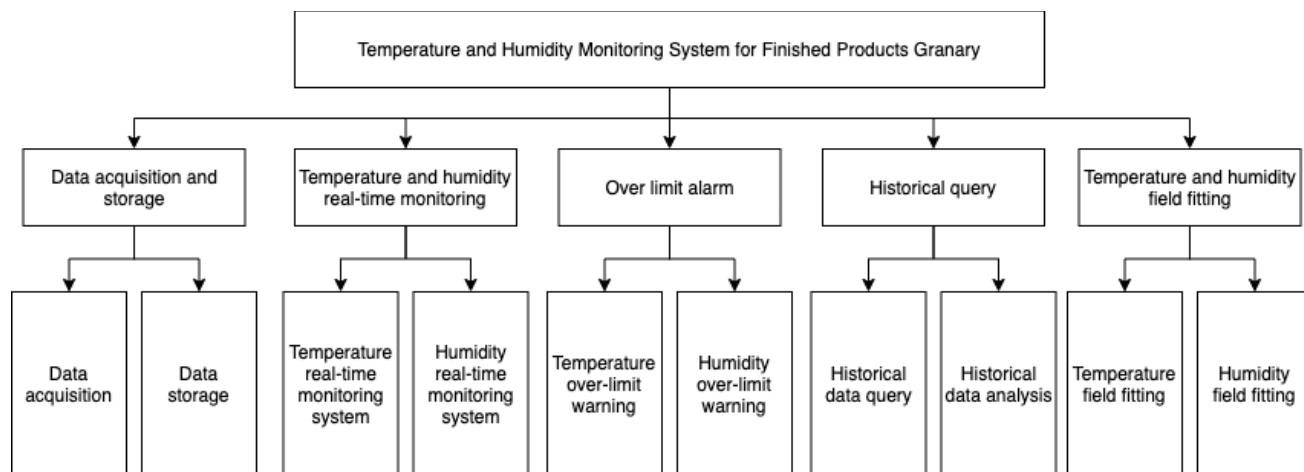 Temperature and Humidity Monitoring System for Finished Products Granary
Data acquisition and
storage
Temperature and humidity
real-time monitoring
Over limit alarm
Historical query
Temperature and humidity
field fitting
Data
acquisition
Data
storage
Temperature
real-time
monitoring
system
Humidity
real-time
monitoring
system
Temperature
over-limit
warning
Humidity
over-limit
warning
Historical
data query
Historical
data analysis
Temperature
field fitting
Humidity
field fitting